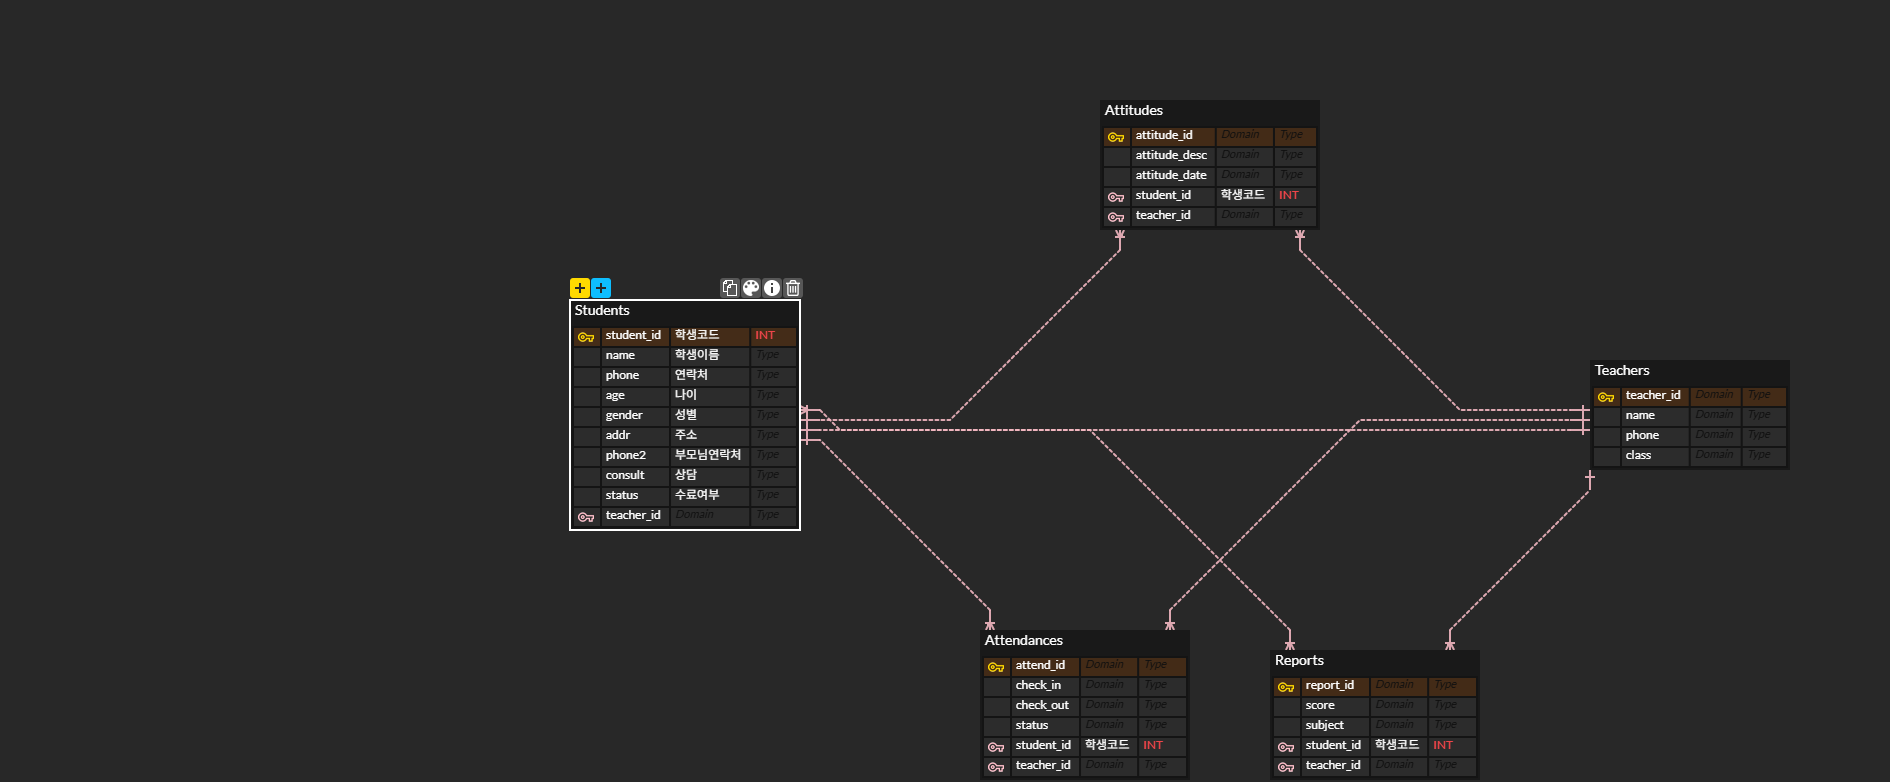 Attitudes
attitude_id Domain Type
attitude_desc Domain Type
attitude_date Domain Type
student_id 학생코드 INT
teacher_id Domain Type
Students
student_id 학생코드 INT
name 학생이름 Type
phone 연락처 Type
age 나이 Type
gender 성별 Type
addr 주소 Type
phone2 부모님연락처 Type
consult 상담 Type
status 수료여부 Type
teacher_id Domain Type
Teachers
teacher_id Domain Type
name Domain Type
phone Domain Type
class Domain Type
Attendances
attend_id Domain Type
check_in Domain Type
check_out Domain Type
status Domain Type
student_id 학생코드 INT
teacher_id Domain Type
Reports
report_id Domain Type
score Domain Type
subject Domain Type
student_id 학생코드 INT
teacher_id Domain Type